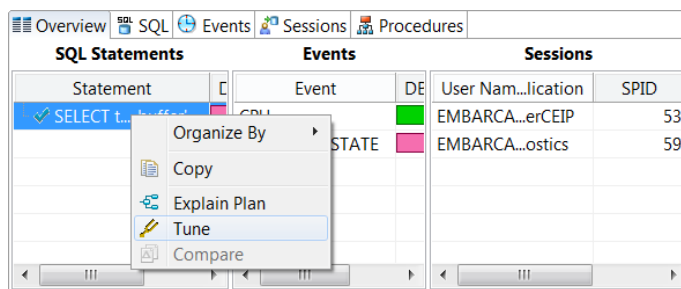 Overview SQL Events Sessions Procedures
SQL Statements Events Sessions
Statement Event DE User Nam...lication SPID
SELECT t... buffer' CPU EMBARCA...erCEIP 53
Organize By STATE EMBARCA...ostics 59
Copy
Explain Plan
Tune
Compare